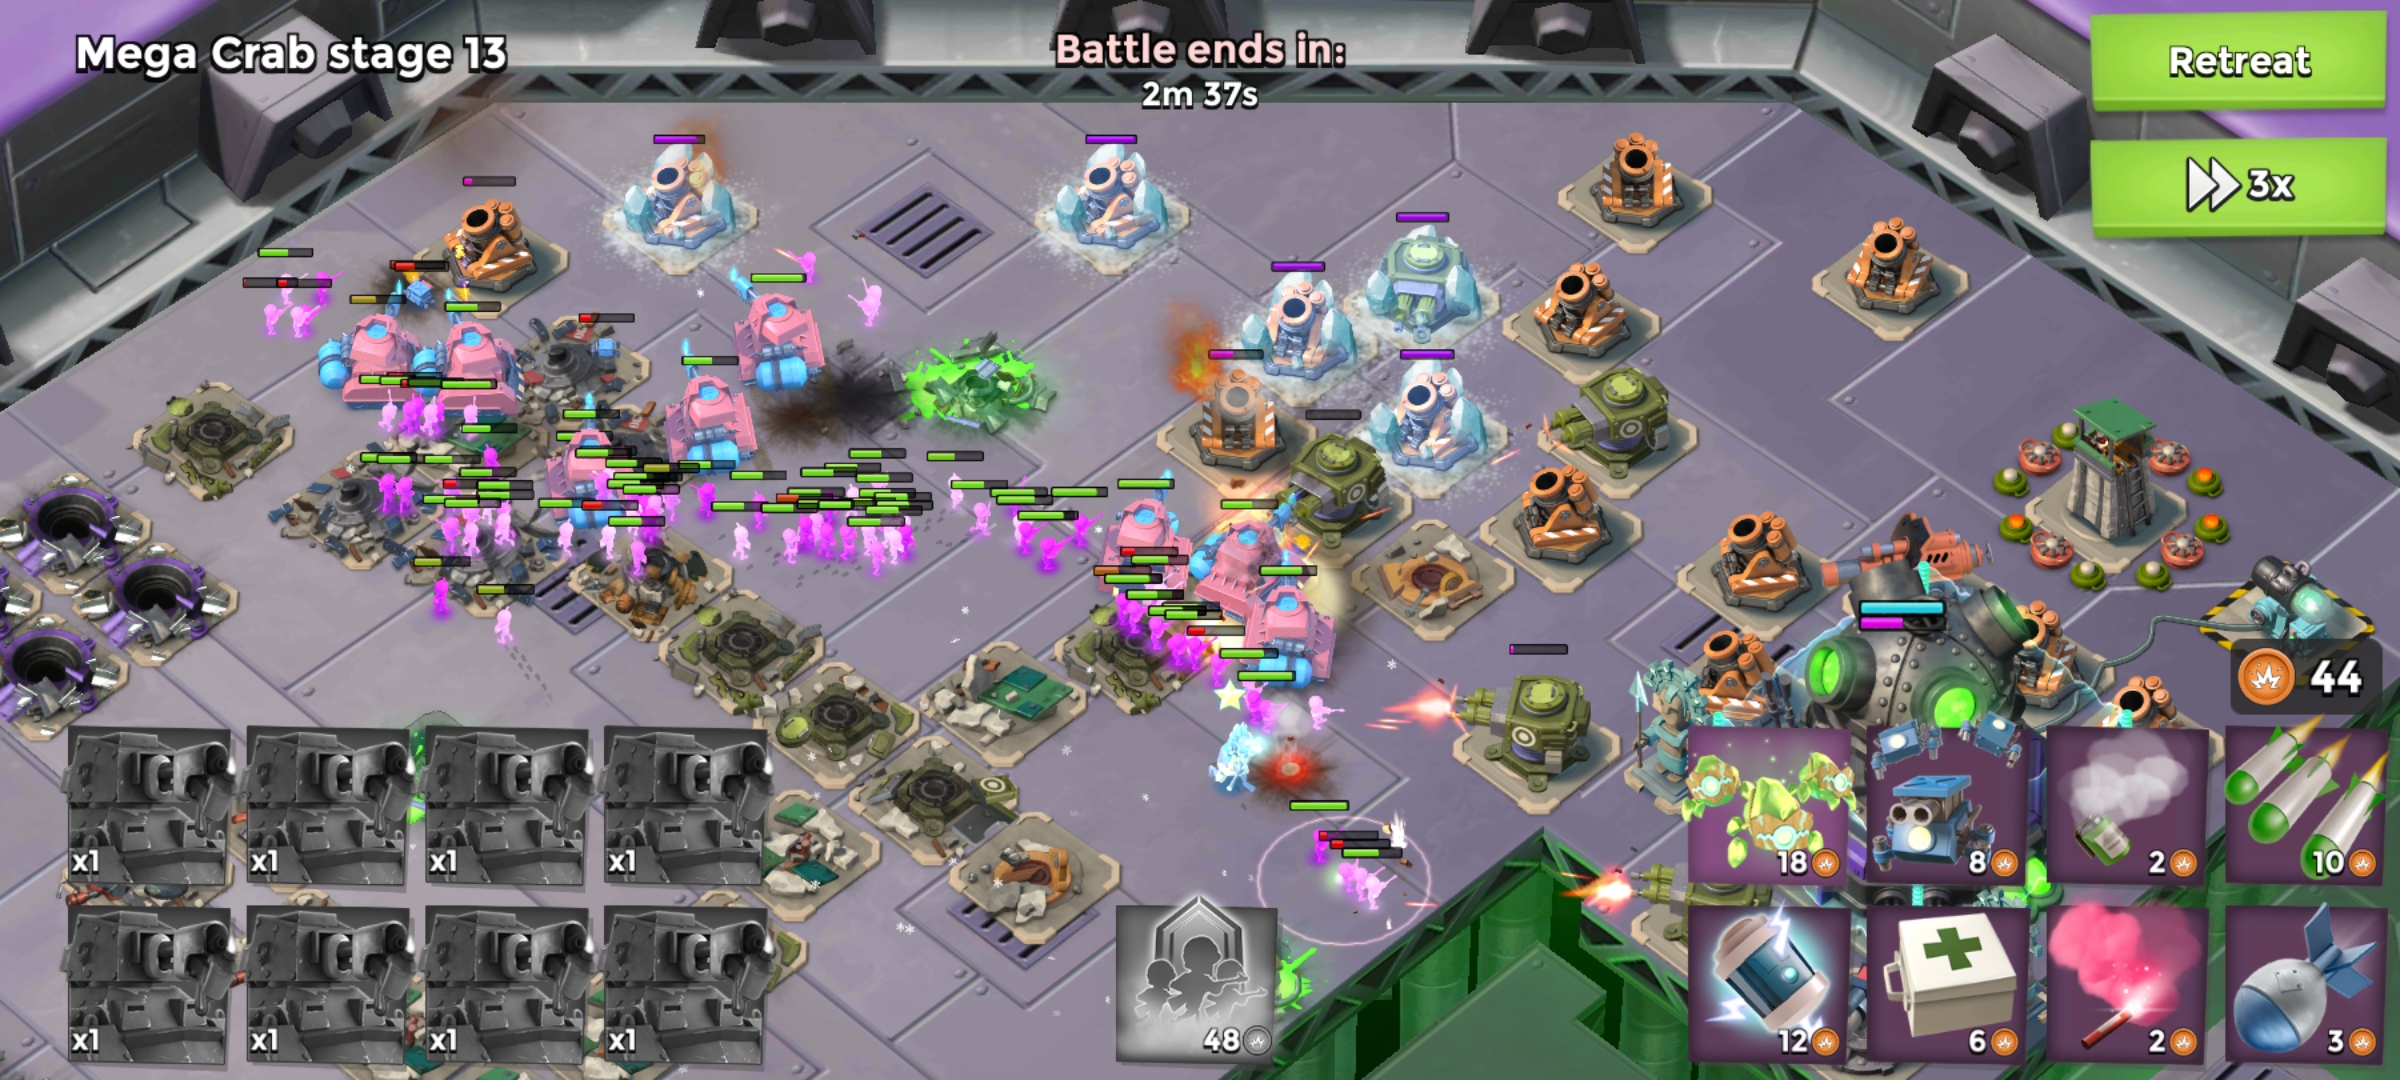 Mega Crab stage 13
Battle ends in:
2m 37s
Retreat
3x
44
x1 x1 x1 x1
18 8 2 10
x1 x1 x1 x1
48
12 6 2 3